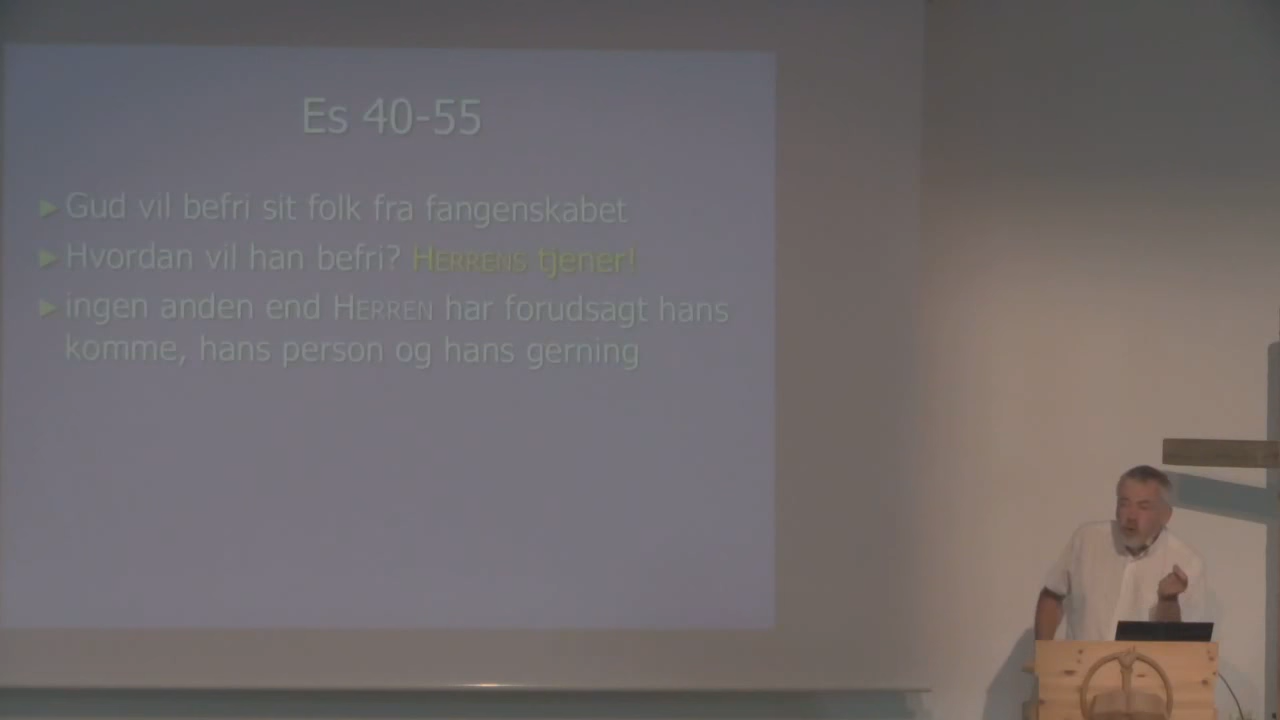 Es 40-55
Gud vil befri sit folk fra fangenskabet
Hvordan vil han befri? HERRENS tjener!
ingen anden end HERREN har forudsagt hans
komme, hans person og hans gerning